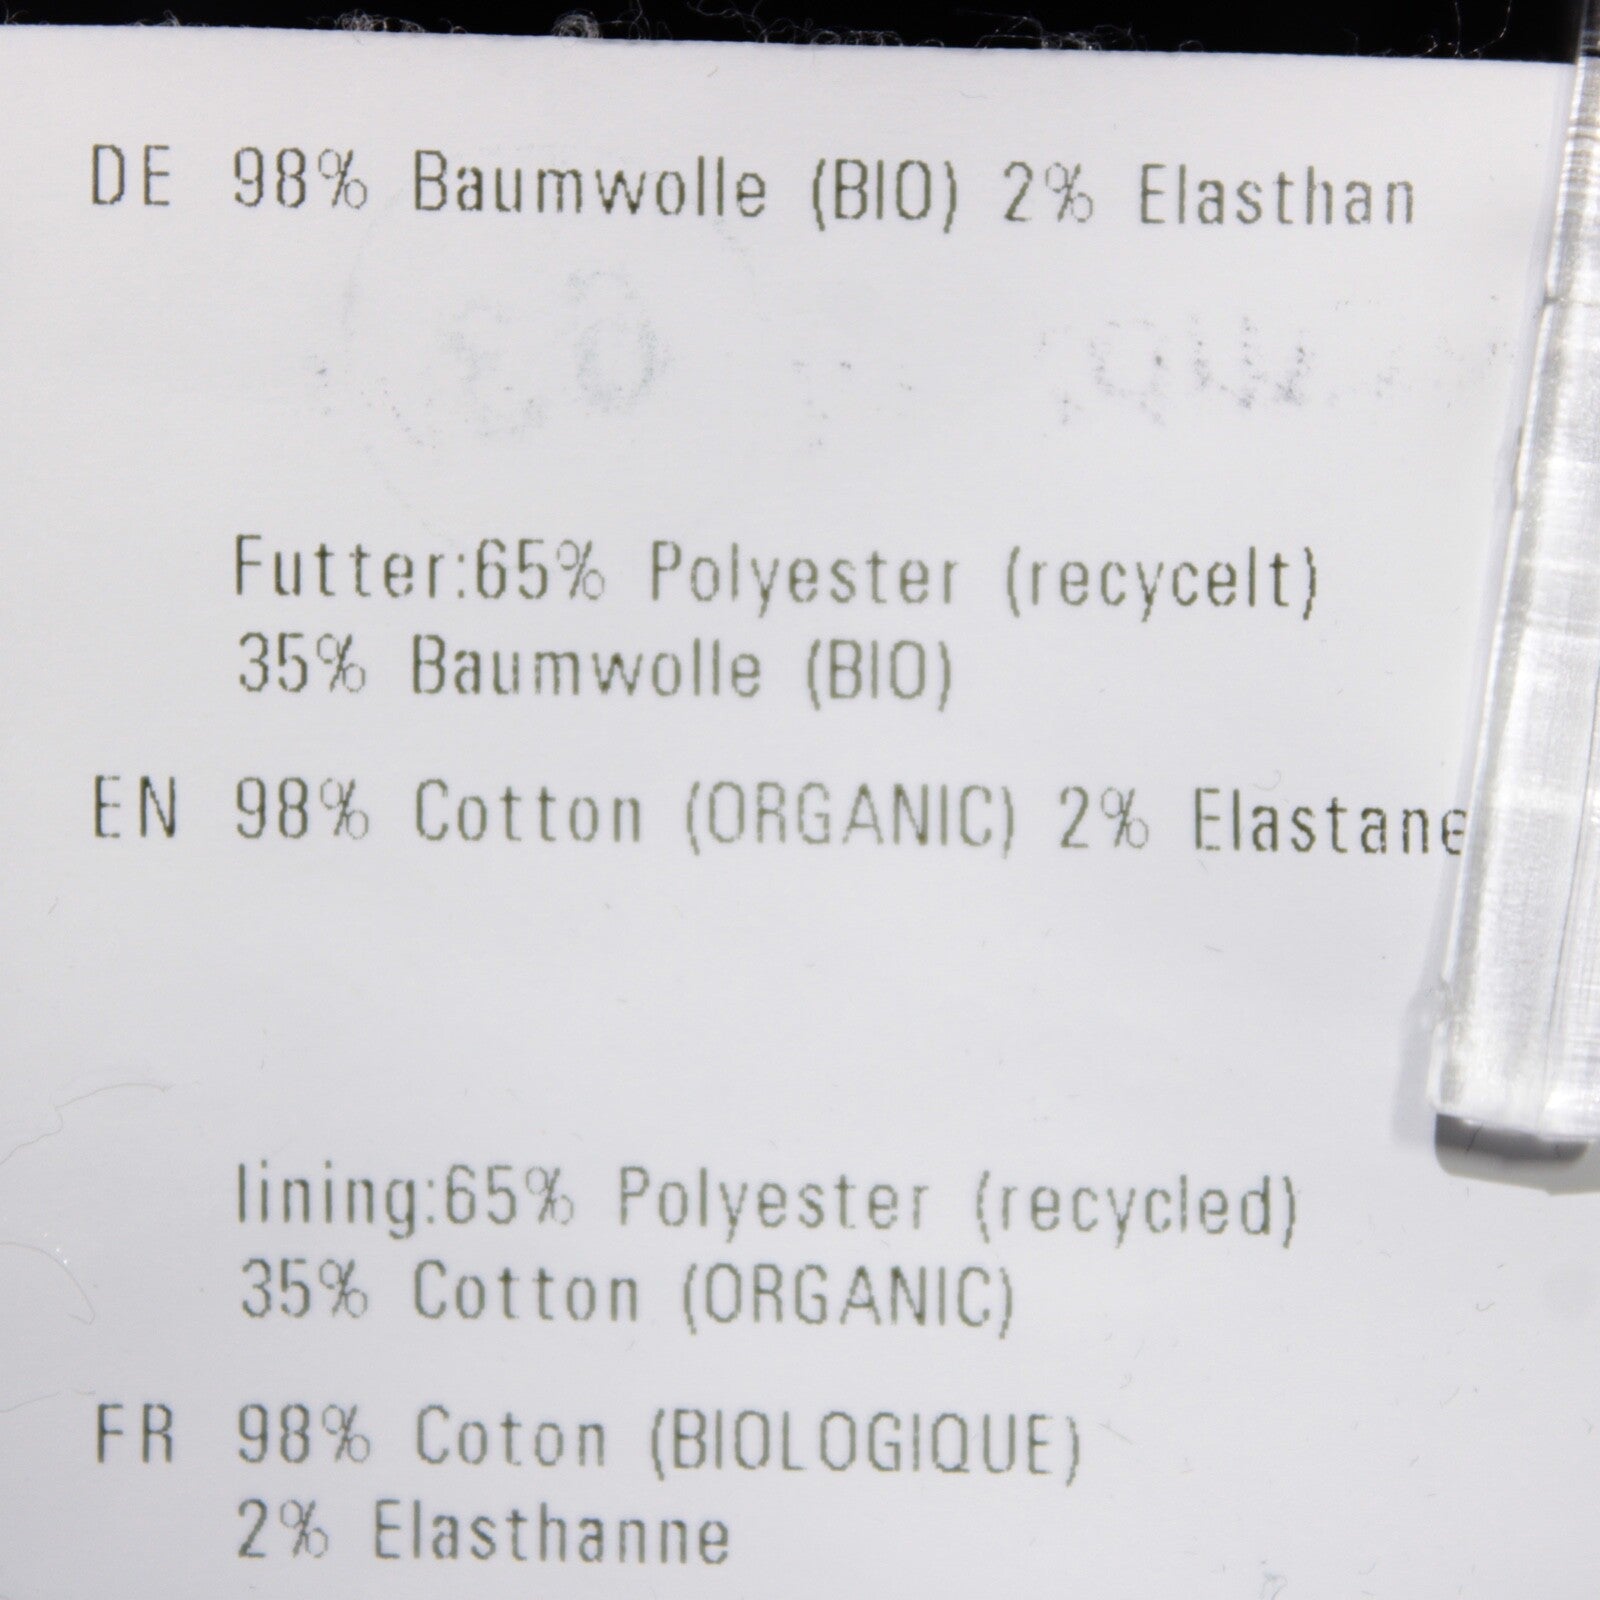 DE 98% Baumwolle (BIO) 2% Elasthan
Futter:65% Polyester (recycelt)
35% Baumwolle (BIO)
EN 98% Cotton (ORGANIC) 2% Elastane
lining:65% Polyester (recycled)
35% Cotton (ORGANIC)
FR 98% Coton (BIOLOGIQUE)
2% Elasthanne